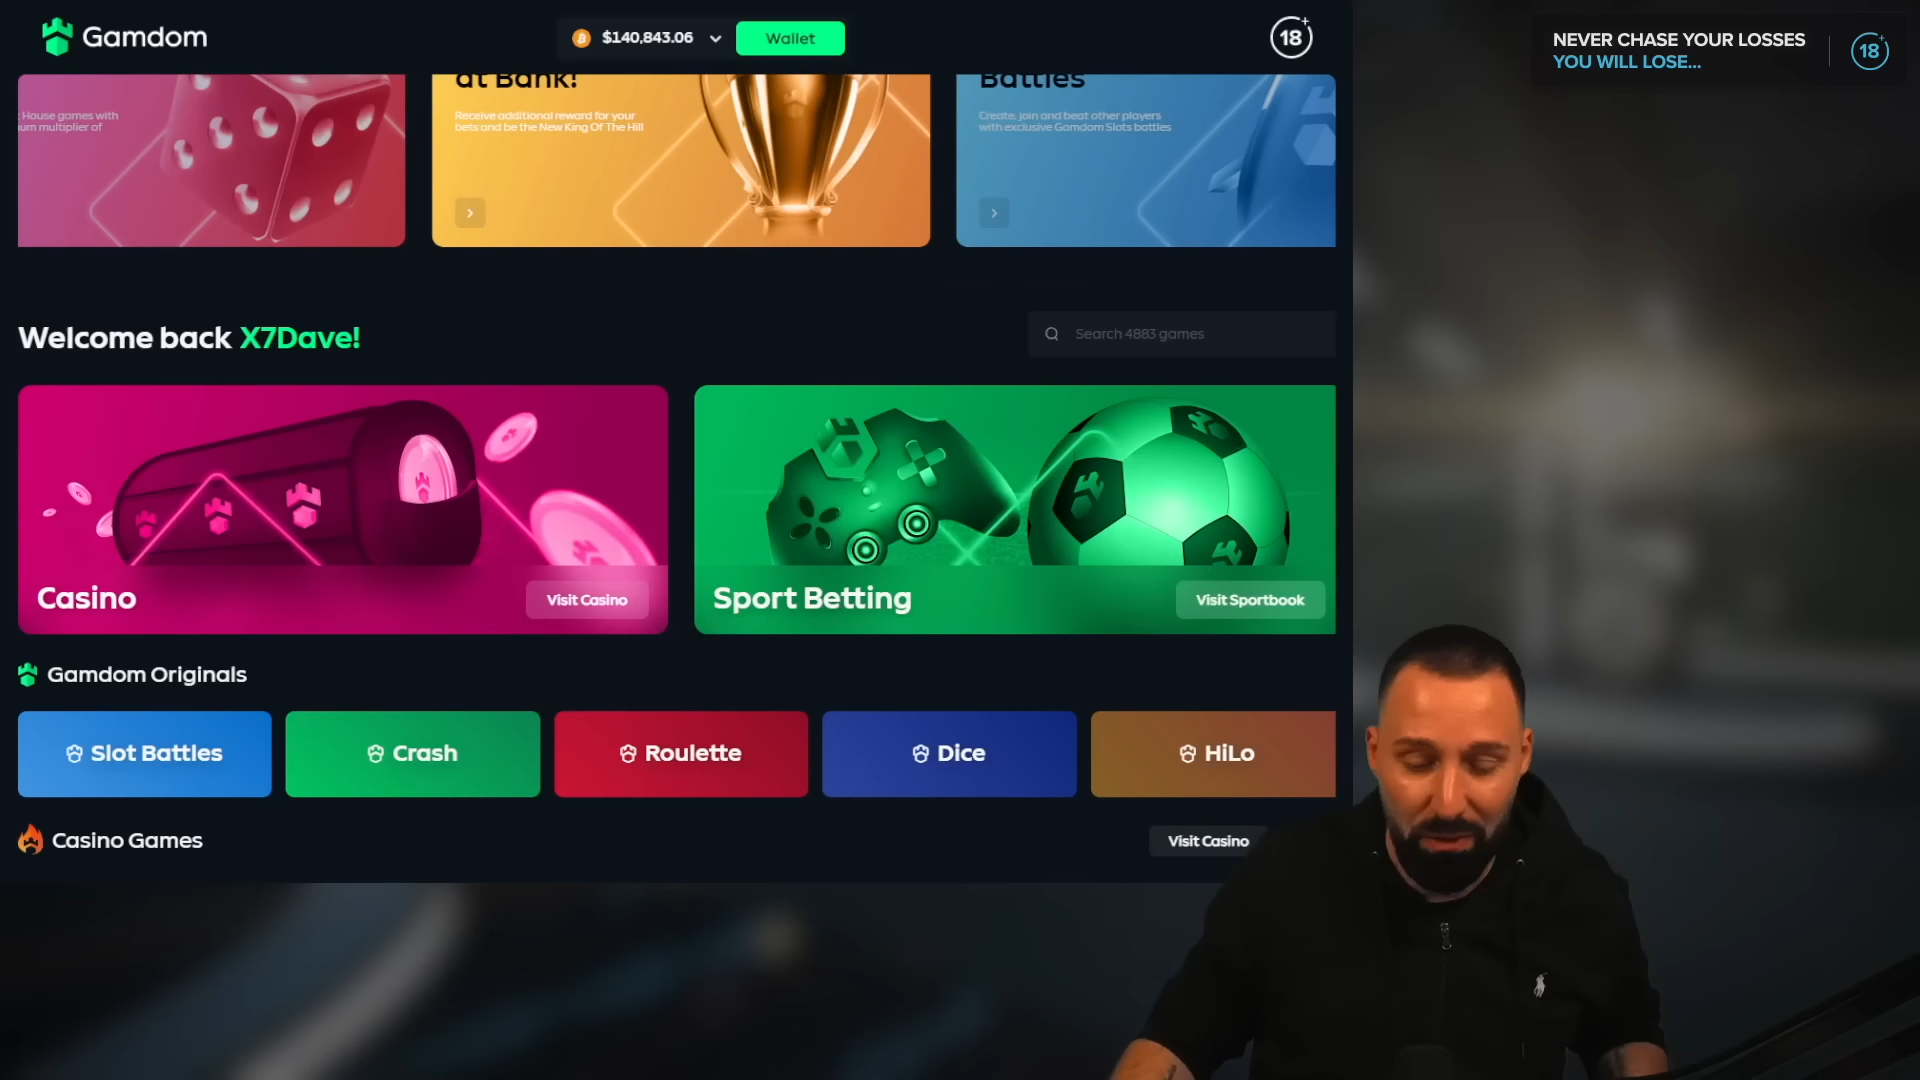 Gamdom
$140,843.06
Wallet
18+
NEVER CHASE YOUR LOSSES
YOU WILL LOSE...
18+
House games with
um multiplier of
at Bank!
Receive additional reward for your
bets and be the New King Of The Hill
Battles
Create, join and beat other players
with exclusive Gamdom Slots battles
Welcome back X7Dave!
Search 4883 games
Casino
Visit Casino
Sport Betting
Visit Sportbook
Gamdom Originals
Slot Battles
Crash
Roulette
Dice
HiLo
Casino Games
Visit Casino